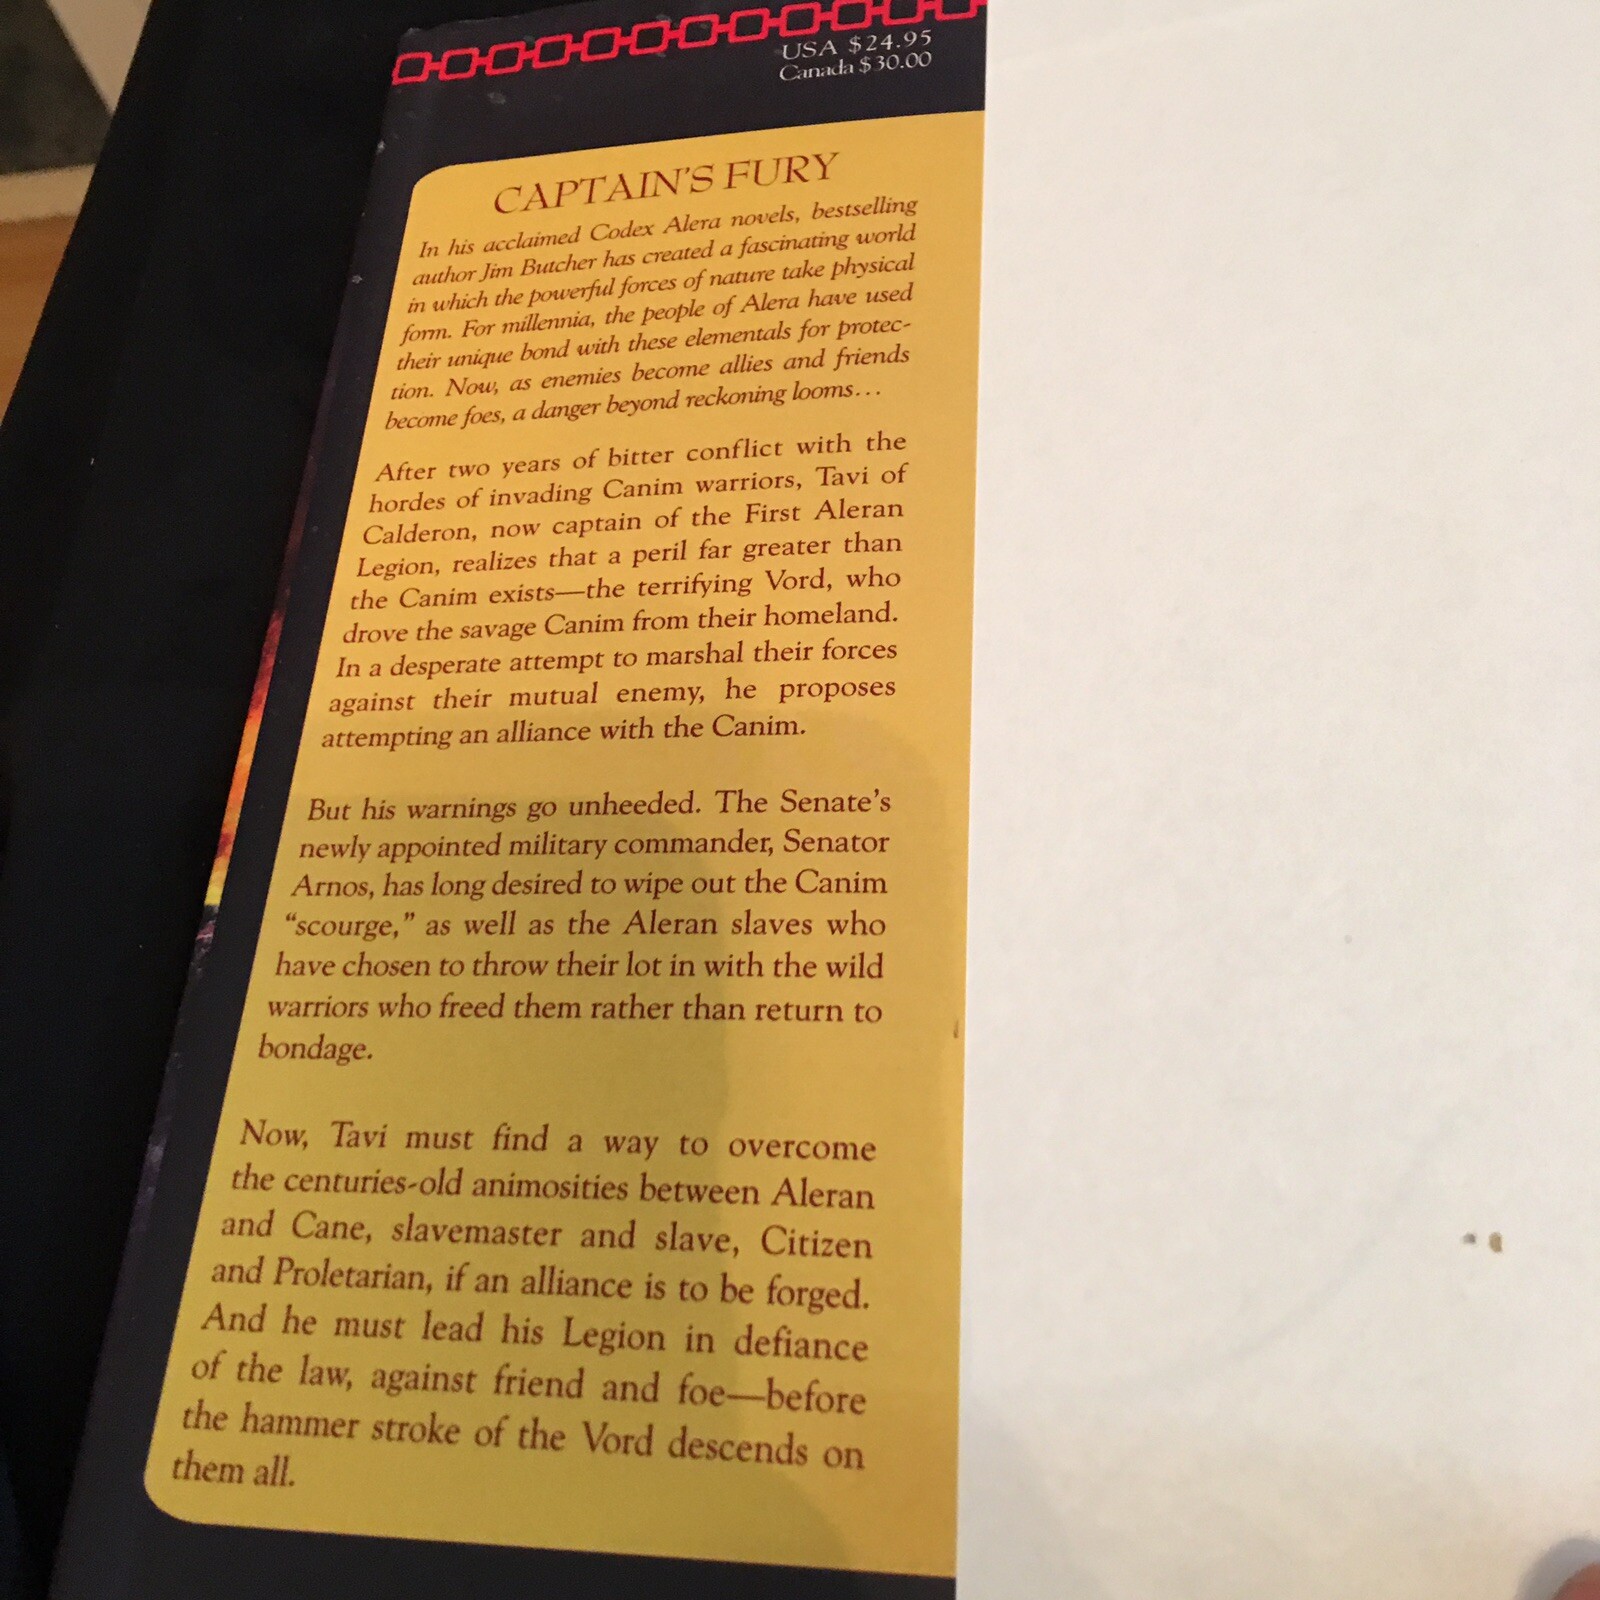 USA $24.95
Canada $30.00
CAPTAIN'S FURY
In his acclaimed Codex Alera novels, bestselling
author Jim Butcher has created a fascinating world
in which the powerful forces of nature take physical
form. For millennia, the people of Alera have used
their unique bond with these elementals for protec-
tion. Now, as enemies become allies and friends
become foes, a danger beyond reckoning looms...
After two years of bitter conflict with the
hordes of invading Canim warriors, Tavi of
Calderon, now captain of the First Aleran
Legion, realizes that a peril far greater than
the Canim exists—the terrifying Vord, who
drove the savage Canim from their homeland.
In a desperate attempt to marshal their forces
against their mutual enemy, he proposes
attempting an alliance with the Canim.
But his warnings go unheeded. The Senate's
newly appointed military commander, Senator
Arnos, has long desired to wipe out the Canim
“scourge,” as well as the Aleran slaves who
have chosen to throw their lot in with the wild
warriors who freed them rather than return to
bondage.
Now, Tavi must find a way to overcome
the centuries-old animosities between Aleran
and Cane, slavemaster and slave, Citizen
and Proletarian, if an alliance is to be forged.
And he must lead his Legion in defiance
of the law, against friend and foe—before
the hammer stroke of the Vord descends on
them all.